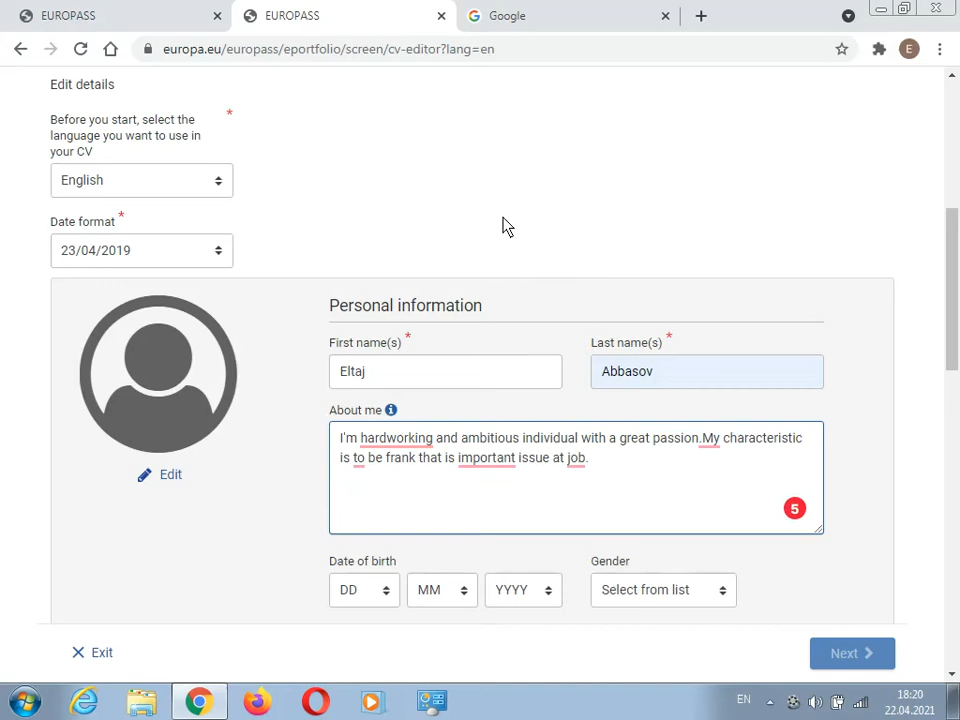 EUROPASS
EUROPASS
Google
europa.eu/europass/eportfolio/screen/cv-editor?lang=en
E
Edit details
Before you start, select the *
language you want to use in
your CV
English
Date format *
23/04/2019
Personal information
First name(s) *
Last name(s) *
Eltaj
Abbasov
About me
I'm hardworking and ambitious individual with a great passion.My characteristic
is to be frank that is important issue at job.
5
Edit
Date of birth
Gender
DD
MM
YYYY
Select from list
Exit
Next
EN
18:20
22.04.2021